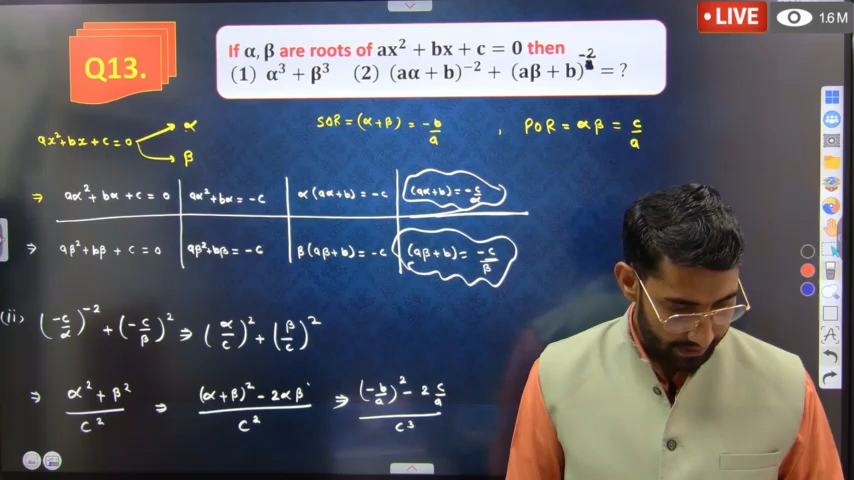 LIVE 1.6M
Q13.
If α, β are roots of ax² + bx + c = 0 then
(1) α³ + β³ (2) (aα + b)⁻² + (aβ + b)⁻² = ?
ax²+bx+c=0 → α
→ β
SOR = (α+β) = -b/a , POR = αβ = c/a
⇒ aα²+bα+c=0 | aα²+bα = -c | α(aα+b) = -c | (aα+b) = -c/α
⇒ aβ²+bβ+c=0 | aβ²+bβ = -c | β(aβ+b) = -c | (aβ+b) = -c/β
(ii) (-c/α)⁻² + (-c/β)² ⇒ (α/c)² + (β/c)²
⇒ α²+β²/c² ⇒ (α+β)²-2αβ/c² ⇒ (-b/a)²-2c/a/c³